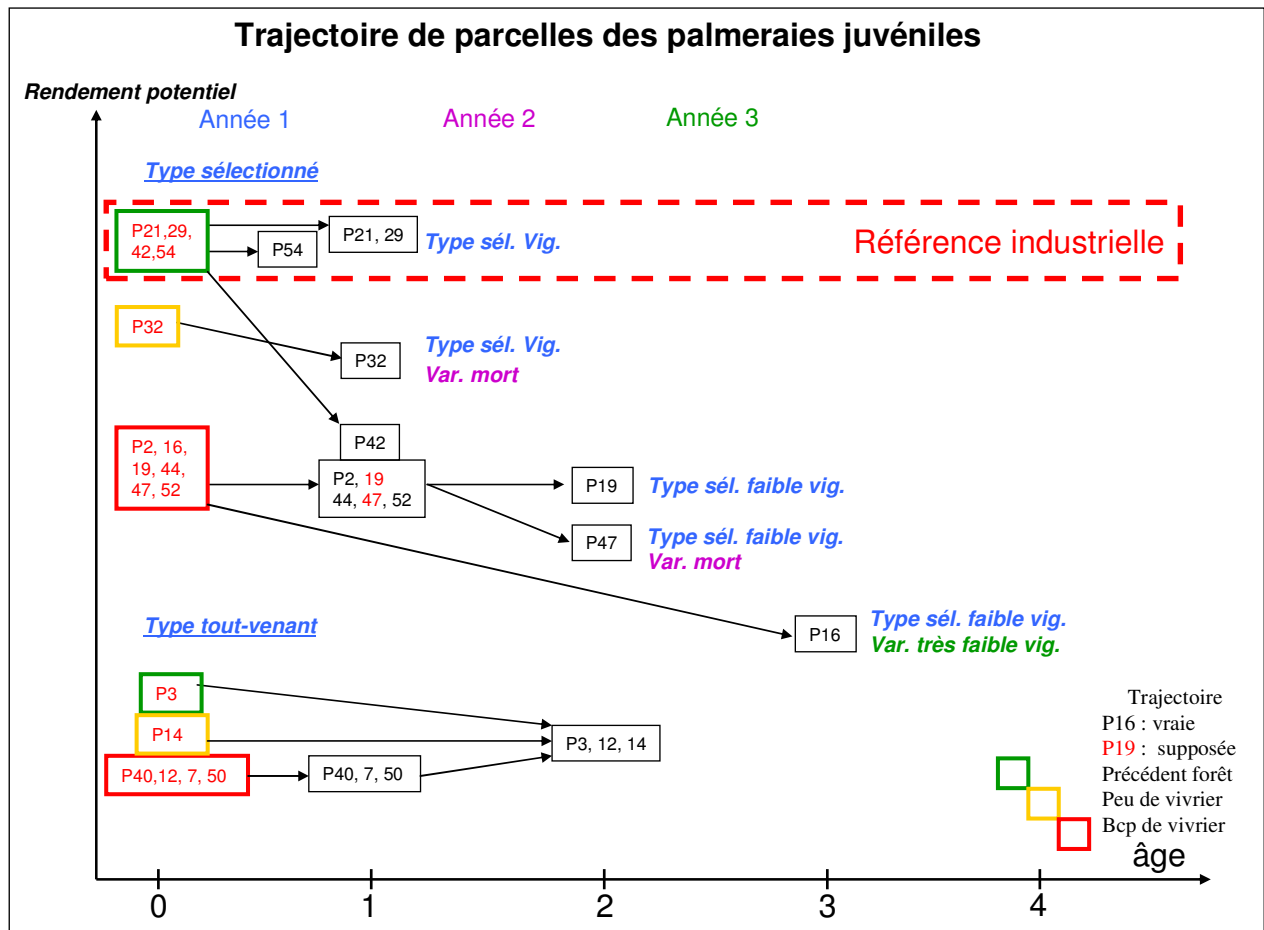 Trajectoire de parcelles des palmeraies juvéniles
Rendement potentiel
Année 1
Année 2
Année 3
Type sélectionné
P21,29,
42,54
P54
P21, 29
Type sél. Vig.
Référence industrielle
P32
P32
Type sél. Vig.
Var. mort
P2, 16,
19, 44,
47, 52
P42
P2, 19
44, 47, 52
P19
Type sél. faible vig.
P47
Type sél. faible vig.
Var. mort
P16
Type sél. faible vig.
Var. très faible vig.
Type tout-venant
P3
P14
P40,12, 7, 50
P40, 7, 50
P3, 12, 14
Trajectoire
P16 : vraie
P19 : supposée
Précédent forêt
Peu de vivrier
Bcp de vivrier
âge
0
1
2
3
4